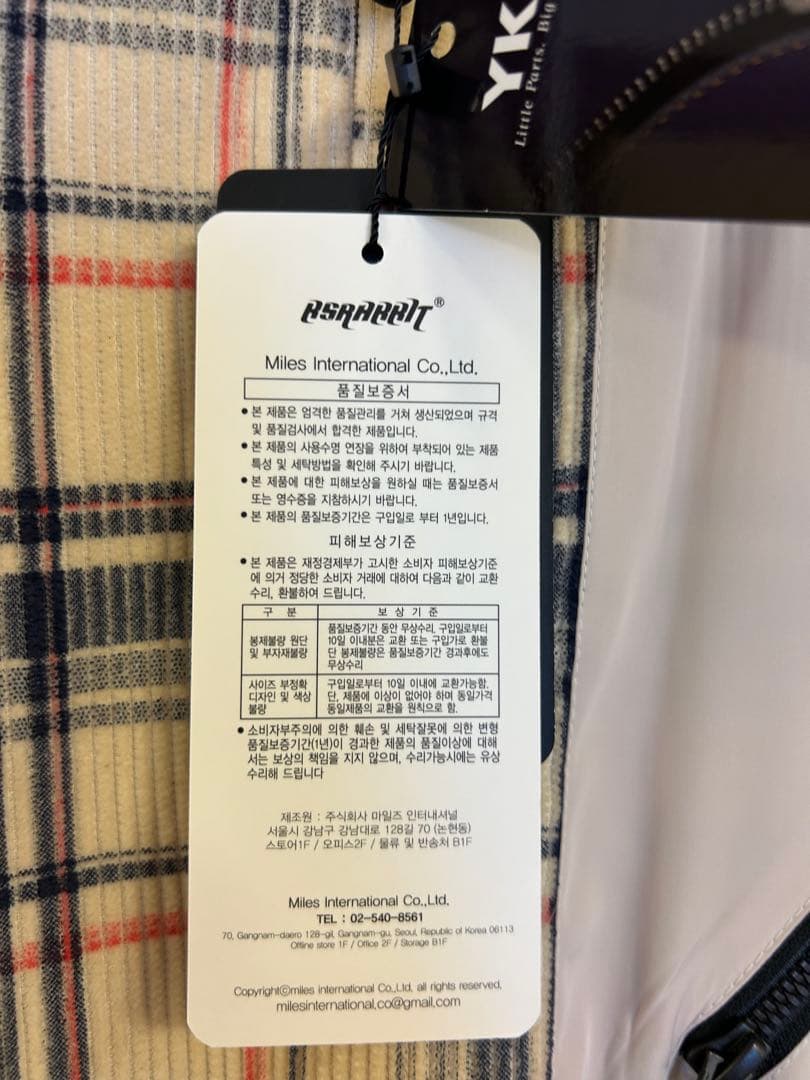 YK
Little Parts. Big
BSRABBIT®
Miles International Co.,Ltd.
품질보증서
● 본 제품은 엄격한 품질관리를 거쳐 생산되었으며 규격
및 품질검사에서 합격한 제품입니다.
● 본 제품의 사용수명 연장을 위하여 부착되어 있는 제품
특성 및 세탁방법을 확인해 주시기 바랍니다.
● 본 제품에 대한 피해보상을 원하실 때는 품질보증서
또는 영수증을 지참하시기 바랍니다.
● 본 제품의 품질보증기간은 구입일로 부터 1년입니다.
피해보상기준
● 본 제품은 재정경제부가 고시한 소비자 피해보상기준
에 의거 정당한 소비자 거래에 대하여 다음과 같이 교환
수리, 환불하여 드립니다.
구 분 보 상 기 준
봉제불량 원단
및 부자재불량
품질보증기간 동안 무상수리, 구입일로부터
10일 이내분은 교환 또는 구입가로 환불
단 봉제불량은 품질보증기간 경과후에도
무상수리
사이즈 부정확
디자인 및 색상
불량
구입일로부터 10일 이내에 교환가능함.
단, 제품에 이상이 없어야 하며 동일가격
동일제품의 교환을 원칙으로 함.
● 소비자부주의에 의한 훼손 및 세탁잘못에 의한 변형
품질보증기간(1년)이 경과한 제품의 품질이상에 대해
서는 보상의 책임을 지지 않으며, 수리가능시에는 유상
수리해 드립니다
제조원 : 주식회사 마일즈 인터내셔널
서울시 강남구 강남대로 128길 70 (논현동)
스토어1F / 오피스2F / 물류 및 반송처 B1F
Miles International Co.,Ltd.
TEL : 02-540-8561
70, Gangnam-daero 128-gil, Gangnam-gu, Seoul, Republic of Korea 06113
Offline store 1F / Office 2F / Storage B1F
Copyrightⓒmiles international Co.,Ltd. all rights reserved.
milesinternational.co@gmail.com